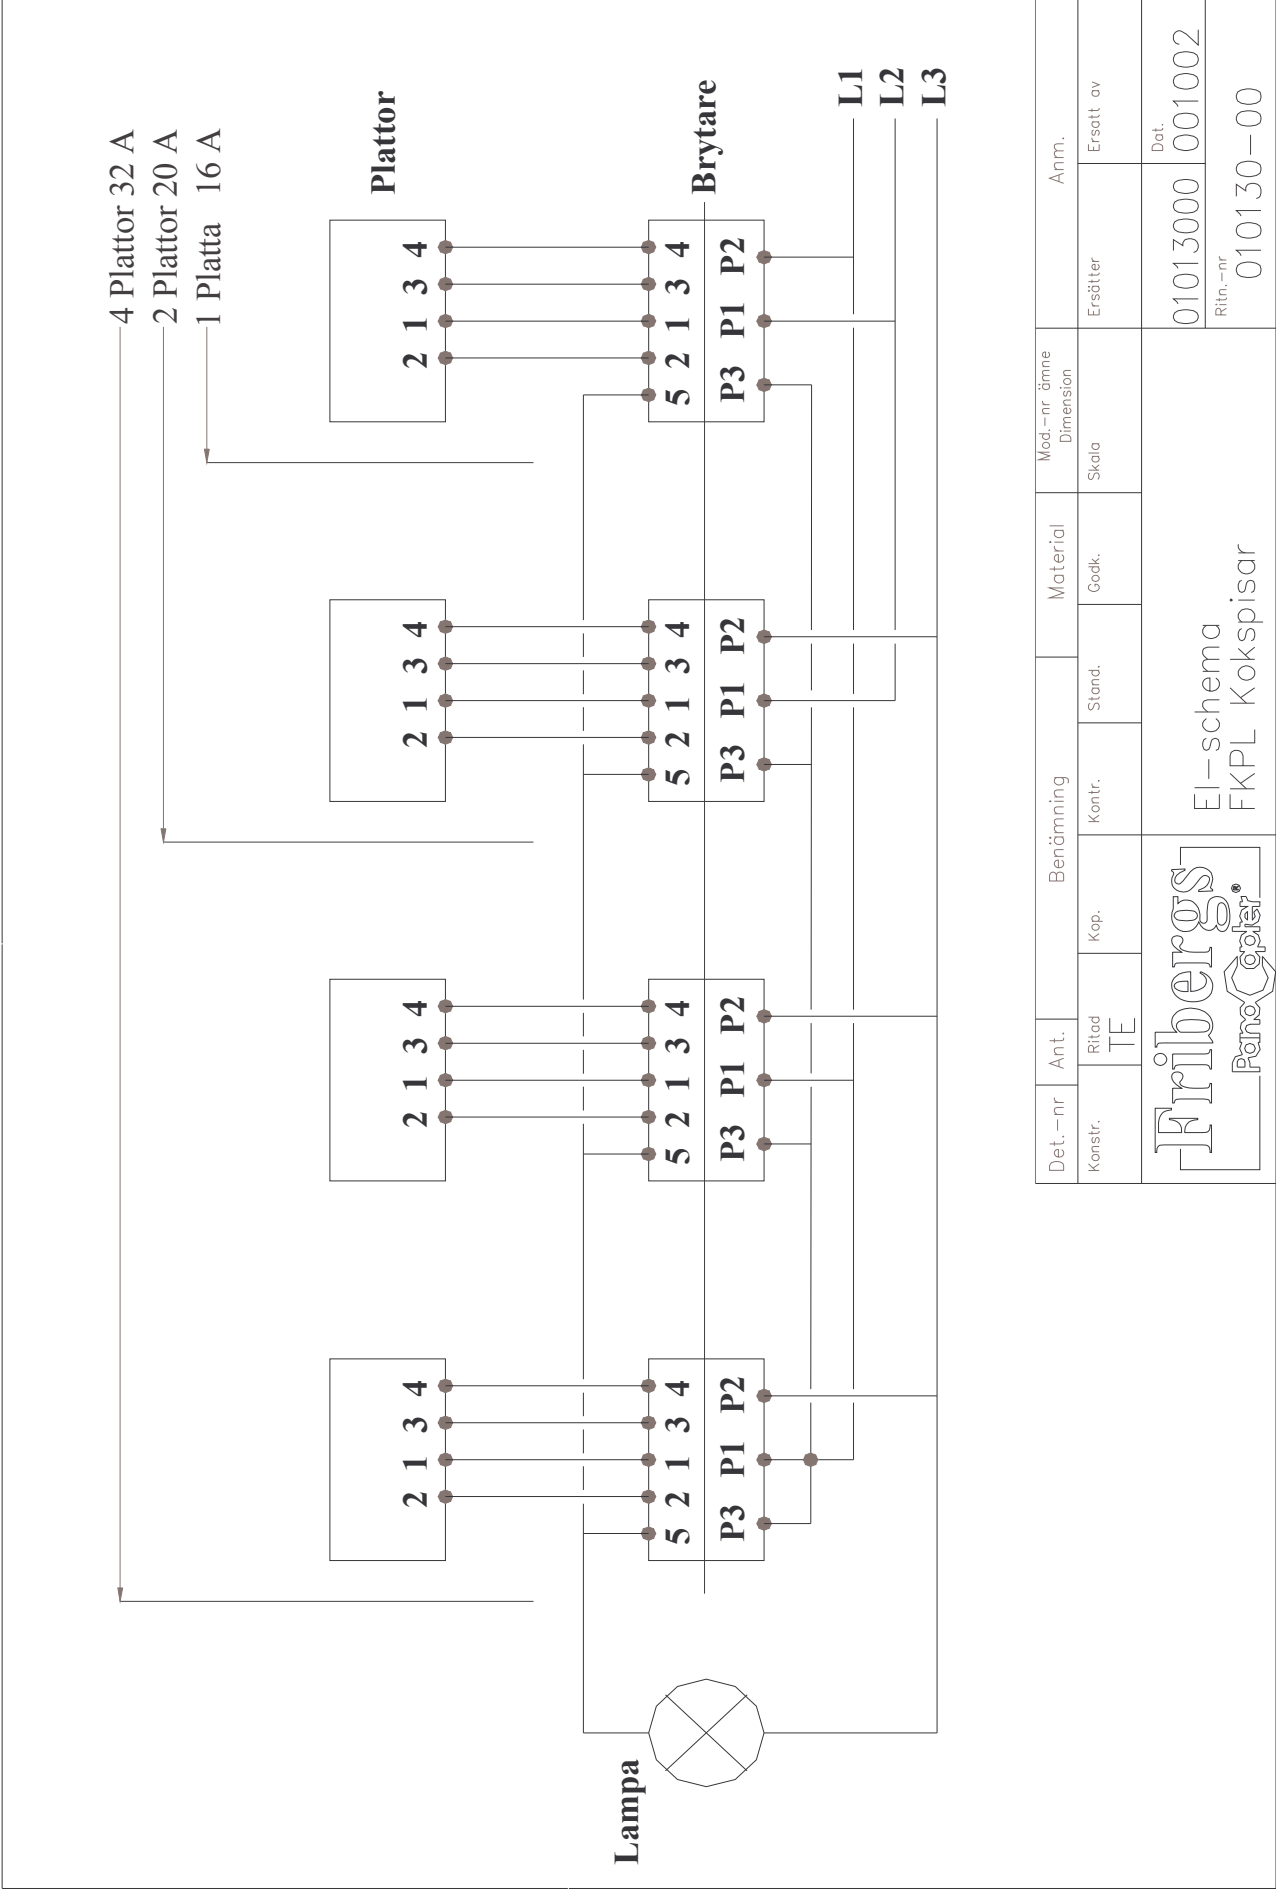 4 Plattor 32 A
2 Plattor 20 A
1 Platta 16 A
Plattor
2 1 3 4
2 1 3 4
2 1 3 4
2 1 3 4
Lampa
5 2 1 3 4
5 2 1 3 4
5 2 1 3 4
5 2 1 3 4
Brytare
P3 P1 P2
P3 P1 P2
P3 P1 P2
P3 P1 P2
L1
L2
L3
Det.-nr
Ant.
Benämning
Material
Mod.-nr ämne
Dimension
Anm.
Konstr.
Ritad
TE
Kop.
Kontr.
Stand.
Godk.
Skala
Ersätter
Ersatt av
Fribergs
PanoCopter®
El-schema
FKPL Kokspisar
01013000
Dat.
001002
Ritn.-nr
010130-00